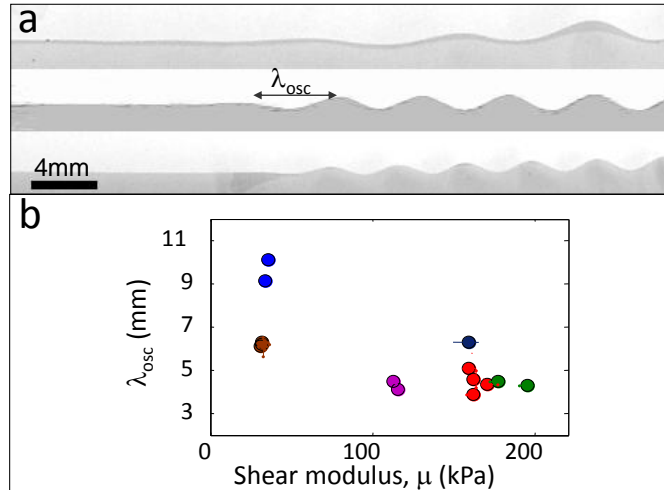 a
λosc
4mm
b
11
9
7
5
3
λosc (mm)
0
100
200
Shear modulus, μ (kPa)